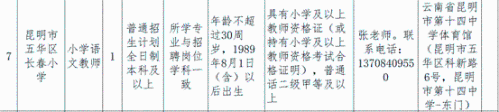 7
昆明市
五华区
长春小
学
小学语
文教师
1
普通招
生计划
全日制
本科及
以上
所学专
业与招
聘岗位
学科一
致
年龄不超
过30周
岁，1989
年8月1日
（含）以
后出生
具有小学及以上
教师资格证（或
持有小学及以上
教师资格考试合
格证明），普通
话二级甲等及以
上
张老师。联
系电话：
1370840955
0
云南省昆明
市第十四中
学体育馆
（昆明市五
华区科新路
6号，昆明
市第十四中
学-东门）